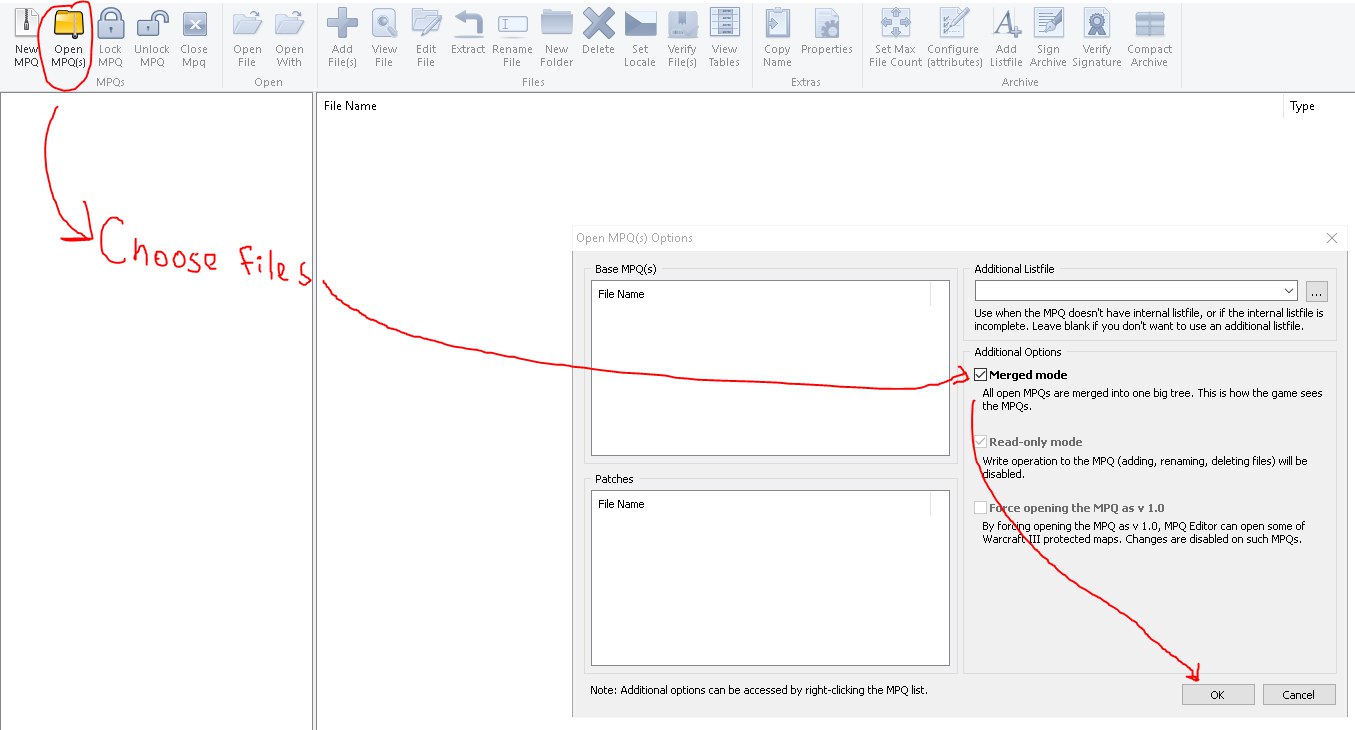 New Open Lock Unlock Close Open Open Add View Edit Extract Rename New Delete Set Verify View Copy Properties Set Max Configure Add Sign Verify Compact
MPQ MPQ(s) MPQ MPQ Mpq File With File(s) File File File Folder Locale File(s) Tables Name File Count (attributes) Listfile Archive Signature Archive
MPQs Open Files Extras Archive
File Name Type
Choose files
Open MPQ(s) Options
Base MPQ(s)
File Name
Patches
File Name
Note: Additional options can be accessed by right-clicking the MPQ list.
Additional Listfile
...
Use when the MPQ doesn't have internal listfile, or if the internal listfile is
incomplete. Leave blank if you don't want to use an additional listfile.
Additional Options
Merged mode
All open MPQs are merged into one big tree. This is how the game sees
the MPQs.
Read-only mode
Write operation to the MPQ (adding, renaming, deleting files) will be
disabled.
Force opening the MPQ as v 1.0
By forcing opening the MPQ as v 1.0, MPQ Editor can open some of
Warcraft III protected maps. Changes are disabled on such MPQs.
OK Cancel